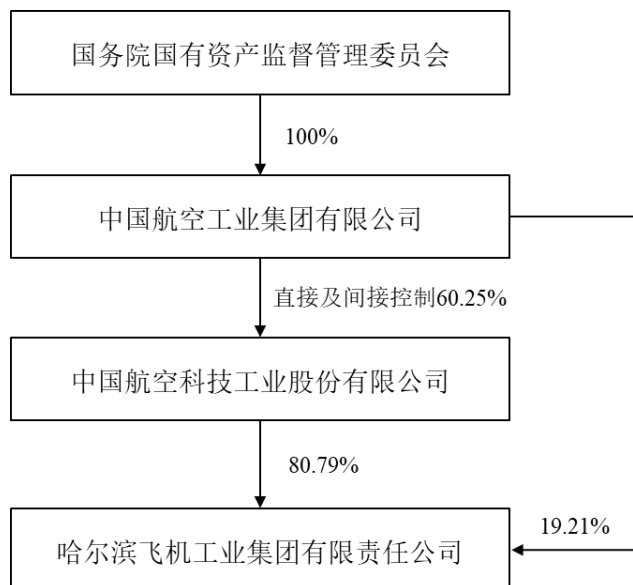 国务院国有资产监督管理委员会
100%
中国航空工业集团有限公司
直接及间接控制60.25%
中国航空科技工业股份有限公司
80.79%
19.21%
哈尔滨飞机工业集团有限责任公司